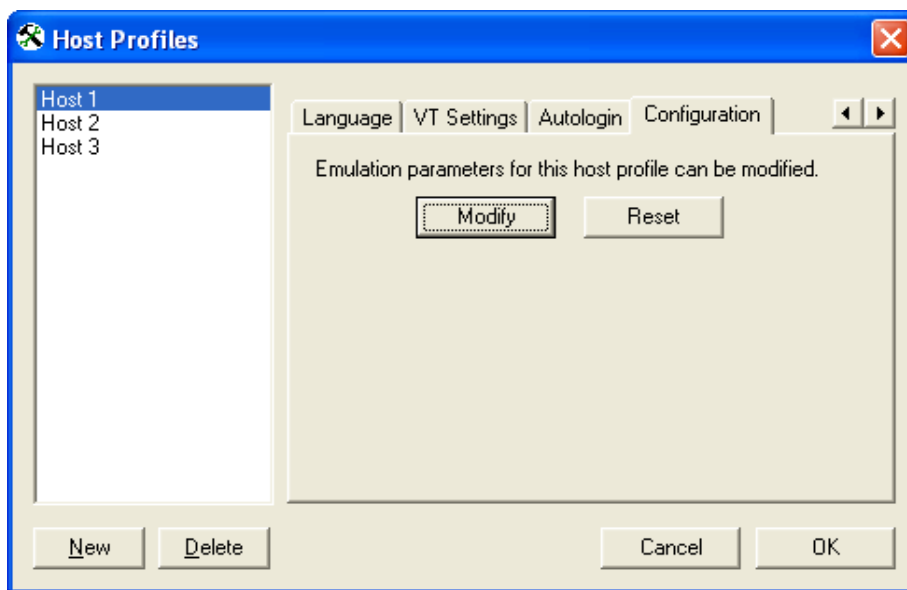 Host Profiles
Host 1
Host 2
Host 3
Language VT Settings Autologin Configuration
Emulation parameters for this host profile can be modified.
Modify Reset
New Delete Cancel OK